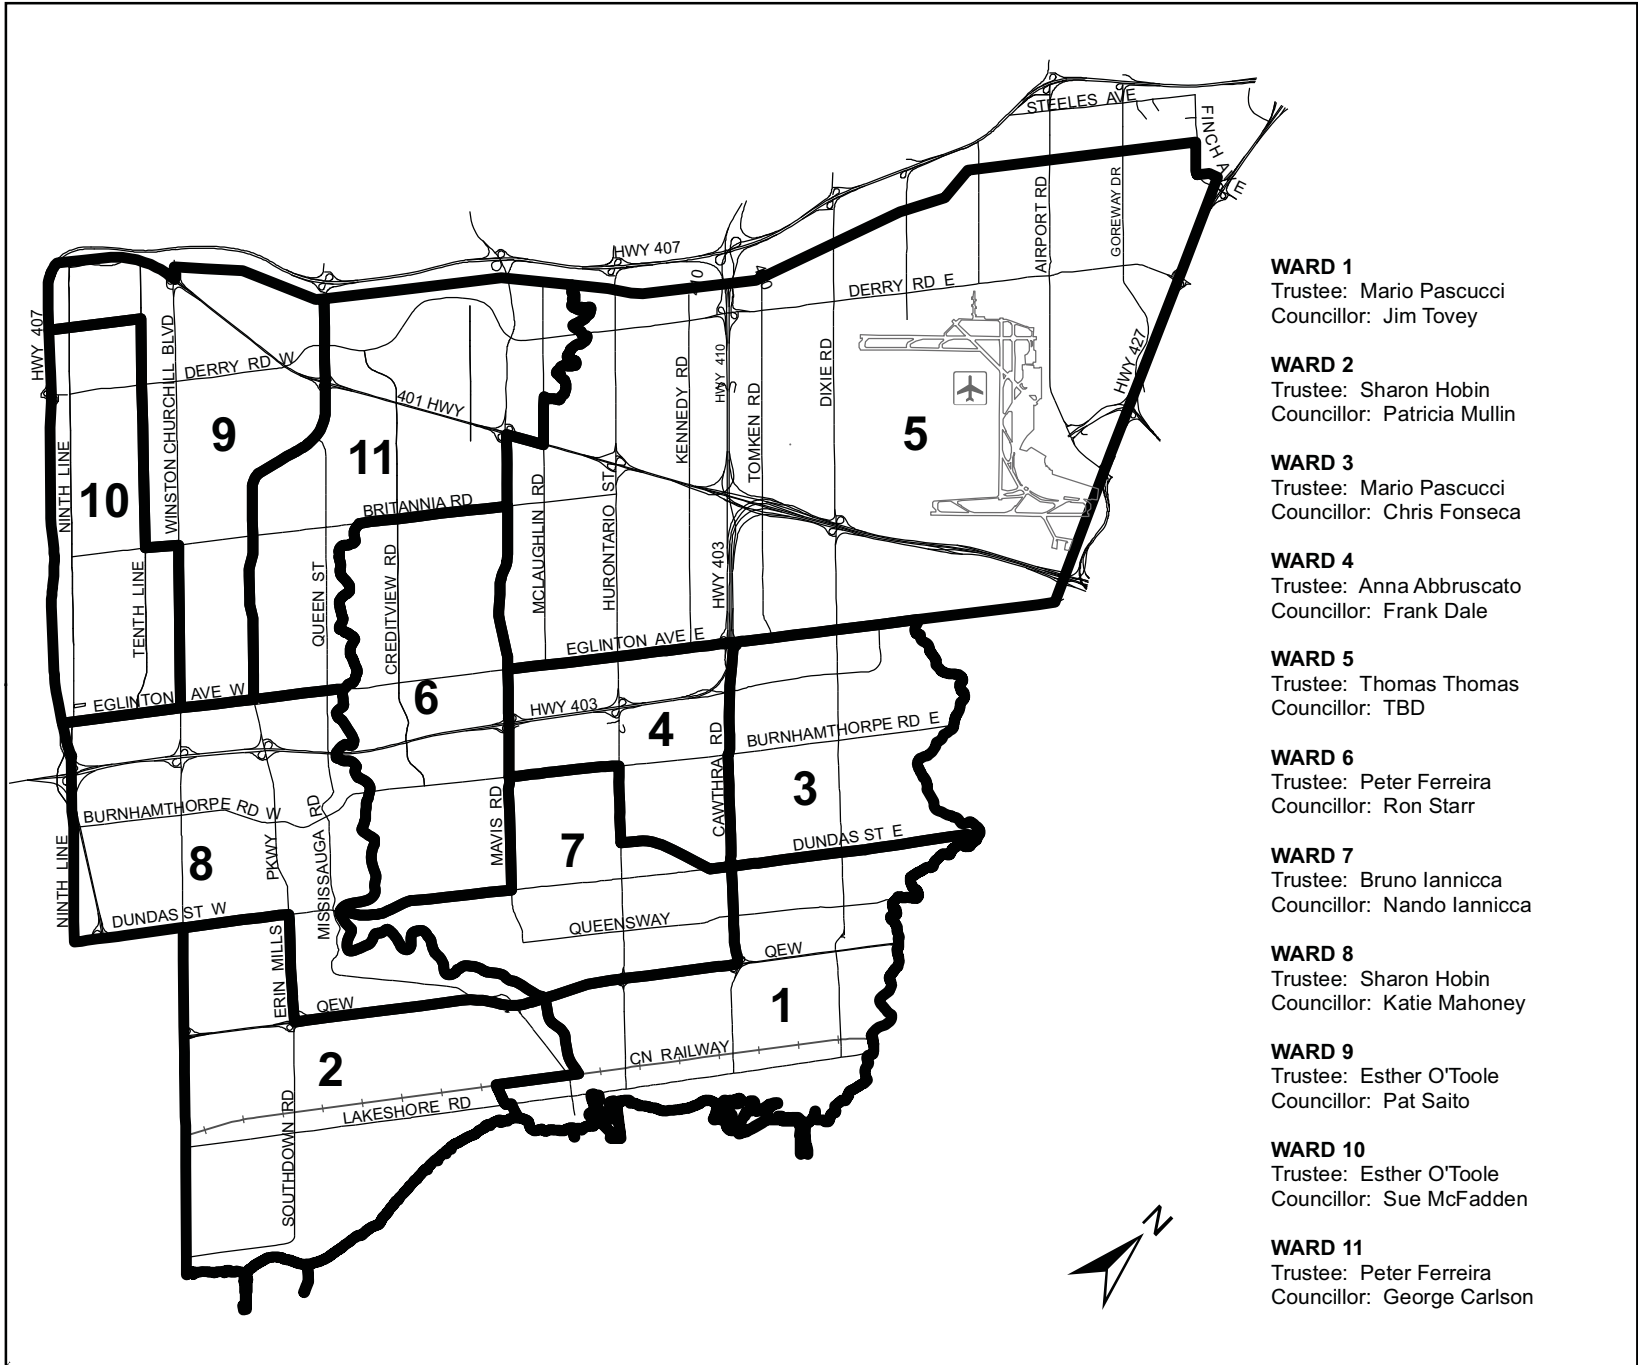 STEELES AVE
FINCH AVE
HWY 407
AIRPORT RD
GOREWAY DR
DERRY RD E
HWY 427
HWY 407
NINTH LINE
WINSTON CHURCHILL BLVD
DERRY RD W
401 HWY
HWY 410
KENNEDY RD
TOMKEN RD
DIXIE RD
5
9
11
10
BRITANNIA RD
MCLAUGHLIN RD
HURONTARIO ST
HWY 403
TENTH LINE
QUEEN ST
CREDITVIEW RD
EGLINTON AVE E
EGLINTON AVE W
6
HWY 403
4
CAWTHRA RD
BURNHAMTHORPE RD E
3
BURNHAMTHORPE RD W
NINTH LINE
8
PKWY
MISSISSAUGA RD
MAVIS RD
7
DUNDAS ST E
DUNDAS ST W
ERIN MILLS
QUEENSWAY
QEW
QEW
1
2
CN RAILWAY
LAKESHORE RD
SOUTHDOWN RD
N
WARD 1
Trustee: Mario Pascucci
Councillor: Jim Tovey
WARD 2
Trustee: Sharon Hobin
Councillor: Patricia Mullin
WARD 3
Trustee: Mario Pascucci
Councillor: Chris Fonseca
WARD 4
Trustee: Anna Abbruscato
Councillor: Frank Dale
WARD 5
Trustee: Thomas Thomas
Councillor: TBD
WARD 6
Trustee: Peter Ferreira
Councillor: Ron Starr
WARD 7
Trustee: Bruno Iannicca
Councillor: Nando Iannicca
WARD 8
Trustee: Sharon Hobin
Councillor: Katie Mahoney
WARD 9
Trustee: Esther O'Toole
Councillor: Pat Saito
WARD 10
Trustee: Esther O'Toole
Councillor: Sue McFadden
WARD 11
Trustee: Peter Ferreira
Councillor: George Carlson